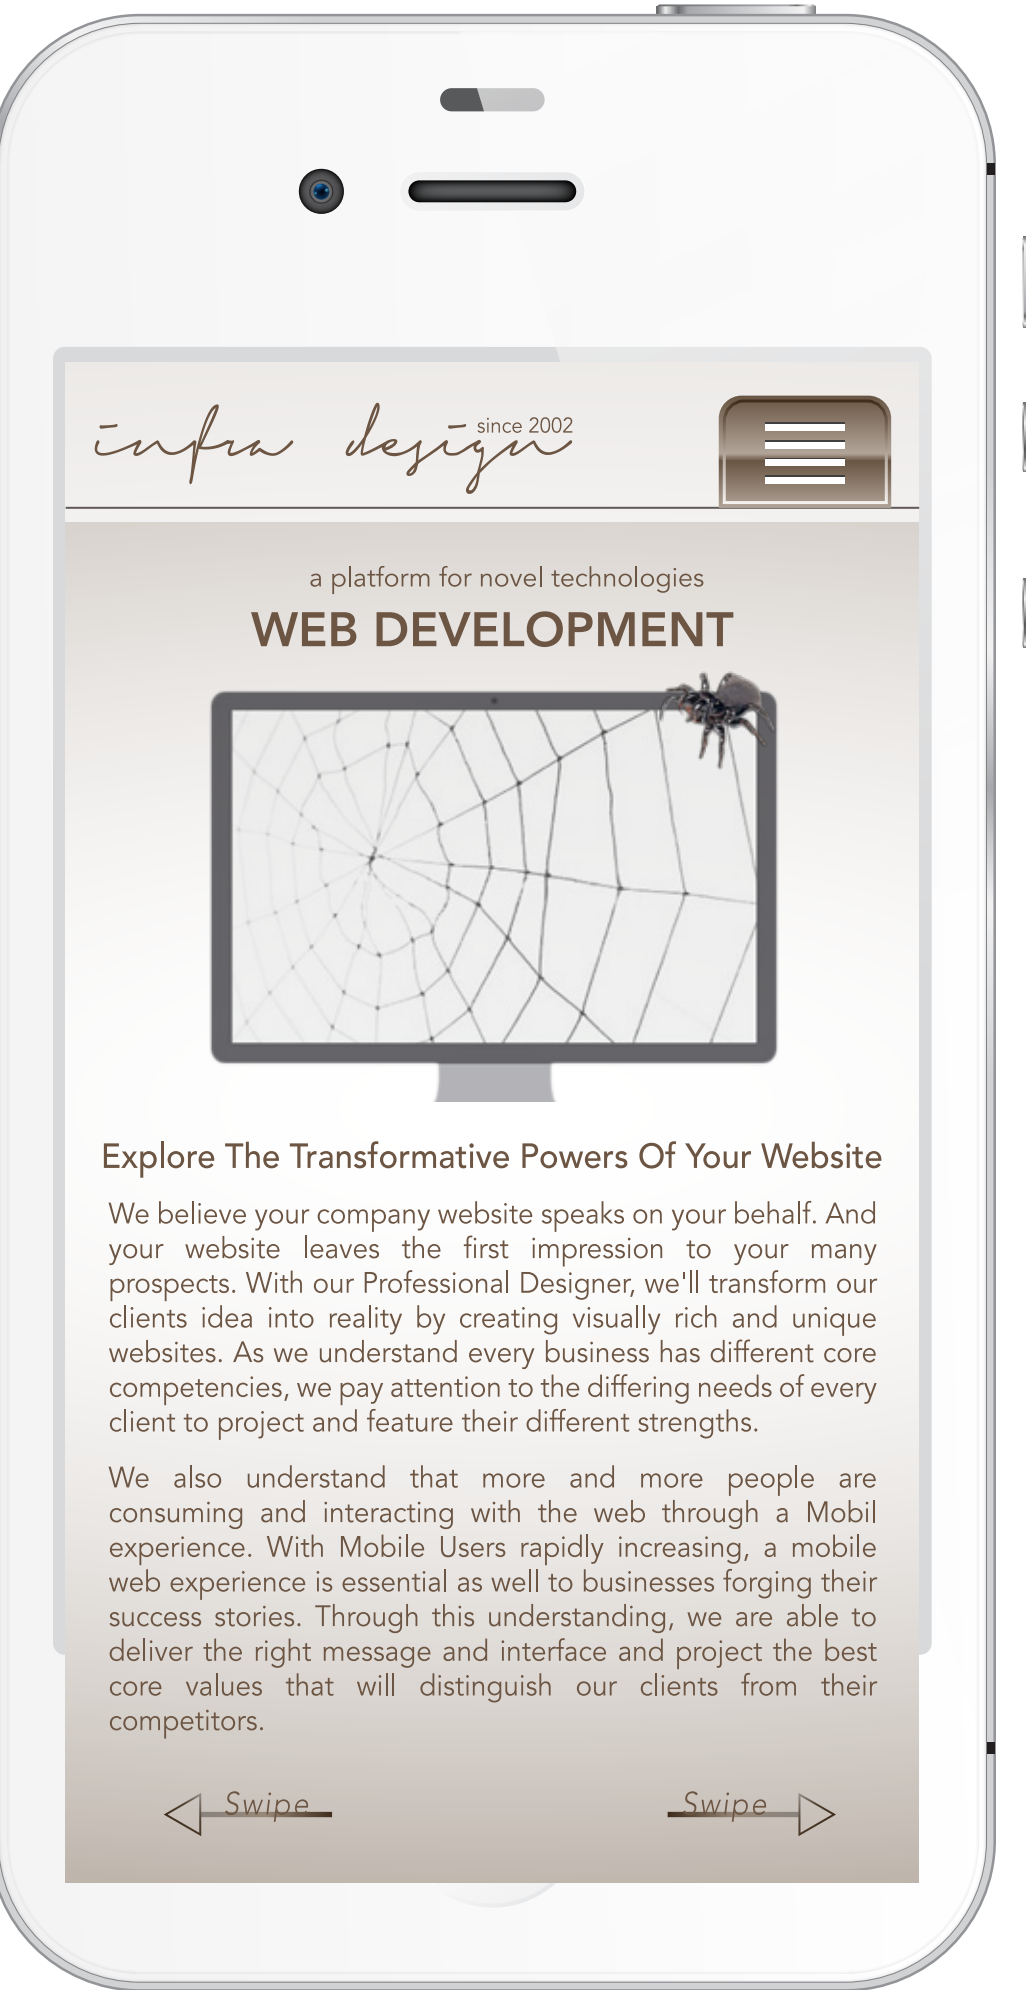 infra design
since 2002
a platform for novel technologies
WEB DEVELOPMENT
Explore The Transformative Powers Of Your Website
We believe your company website speaks on your behalf. And
your website leaves the first impression to your many
prospects. With our Professional Designer, we'll transform our
clients idea into reality by creating visually rich and unique
websites. As we understand every business has different core
competencies, we pay attention to the differing needs of every
client to project and feature their different strengths.
We also understand that more and more people are
consuming and interacting with the web through a Mobil
experience. With Mobile Users rapidly increasing, a mobile
web experience is essential as well to businesses forging their
success stories. Through this understanding, we are able to
deliver the right message and interface and project the best
core values that will distinguish our clients from their
competitors.
Swipe
Swipe